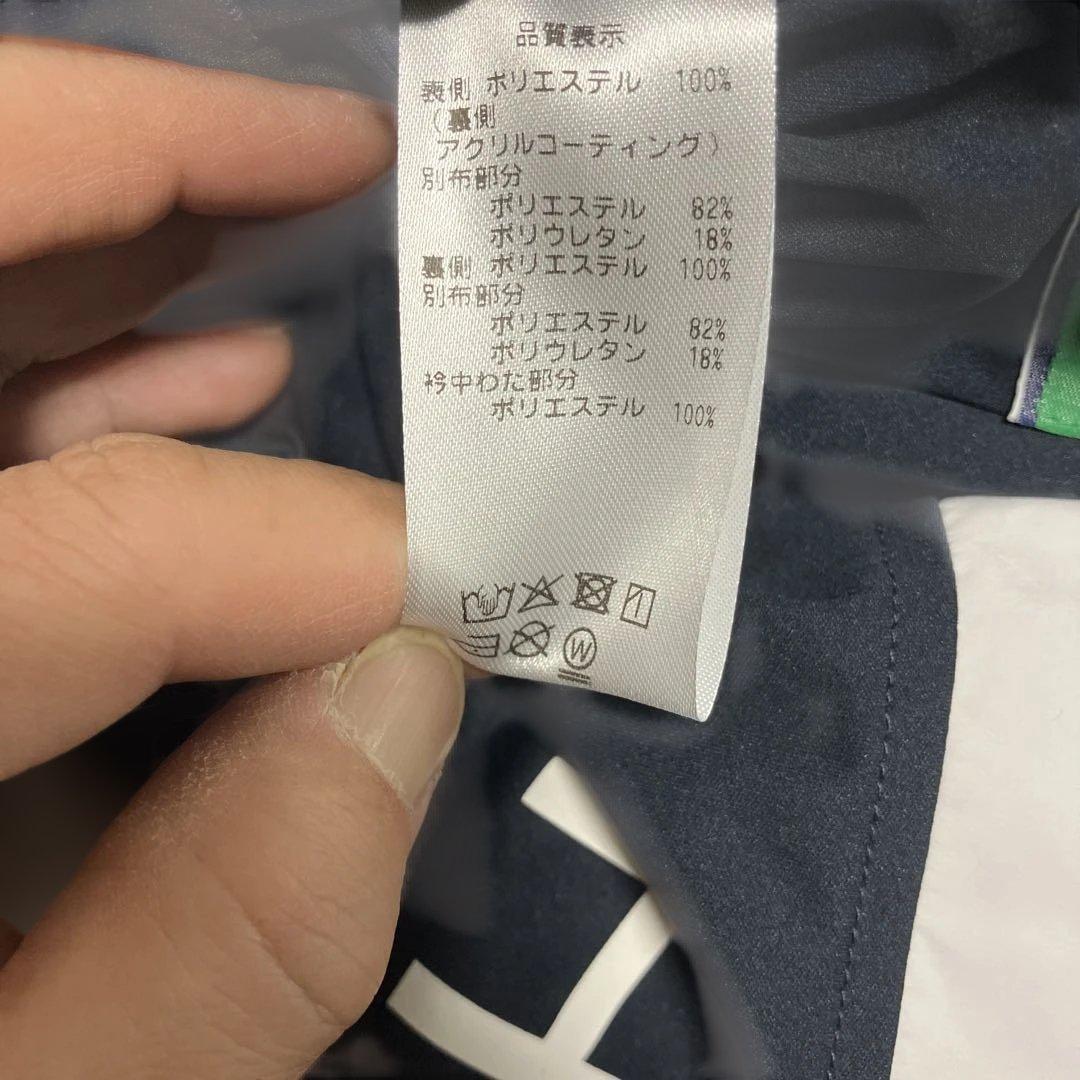 品質表示
表側 ポリエステル 100%
(裏側
アクリルコーティング)
別布部分
ポリエステル 82%
ポリウレタン 18%
裏側 ポリエステル 100%
別布部分
ポリエステル 82%
ポリウレタン 18%
衿中わた部分
ポリエステル 100%
W